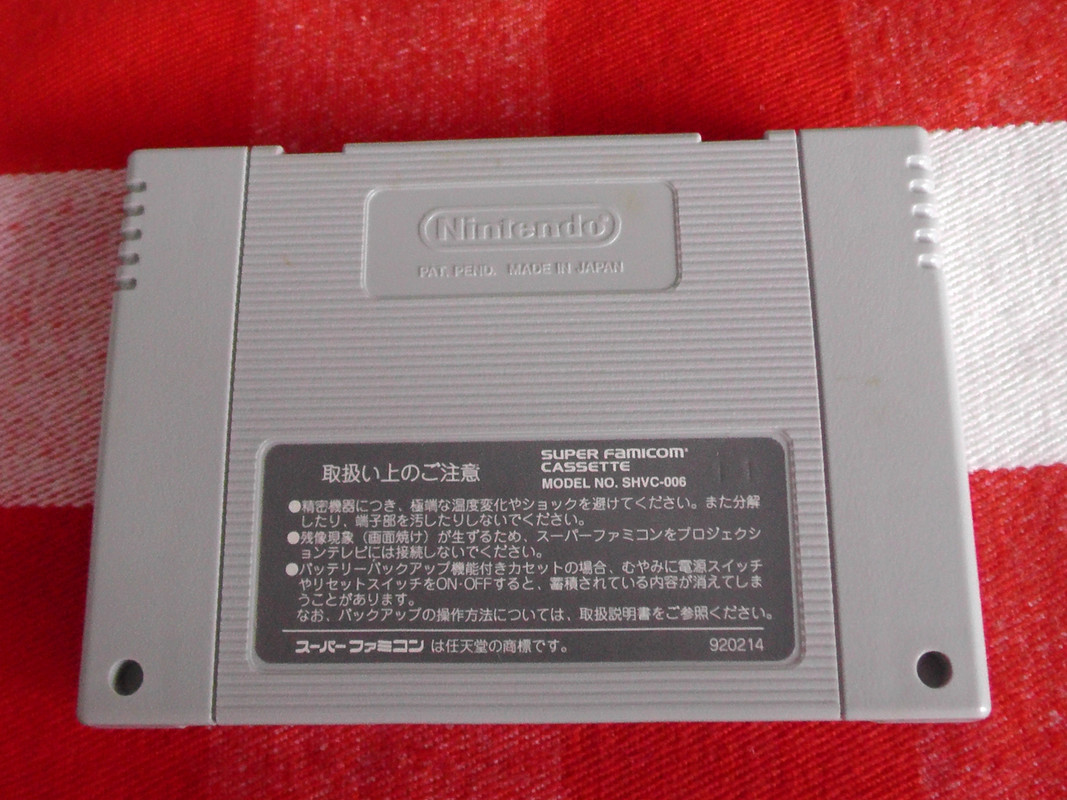 Nintendo
PAT. PEND. MADE IN JAPAN
取扱い上のご注意
SUPER FAMICOM
CASSETTE
MODEL NO. SHVC-006
●精密機器につき、極端な温度変化やショックを避けてください。また分解
したり、端子部を汚したりしないでください。
●残像現象（画面焼け）が生ずるため、スーパーファミコンをプロジェクシ
ョンテレビには接続しないでください。
●バッテリーバックアップ機能付きカセットの場合、むやみに電源スイッチ
やリセットスイッチをON·OFFすると、蓄積されている内容が消えてしま
うことがあります。
なお、バックアップの操作方法については、取扱説明書をご参照ください。
スーパーファミコン は任天堂の商標です。 920214